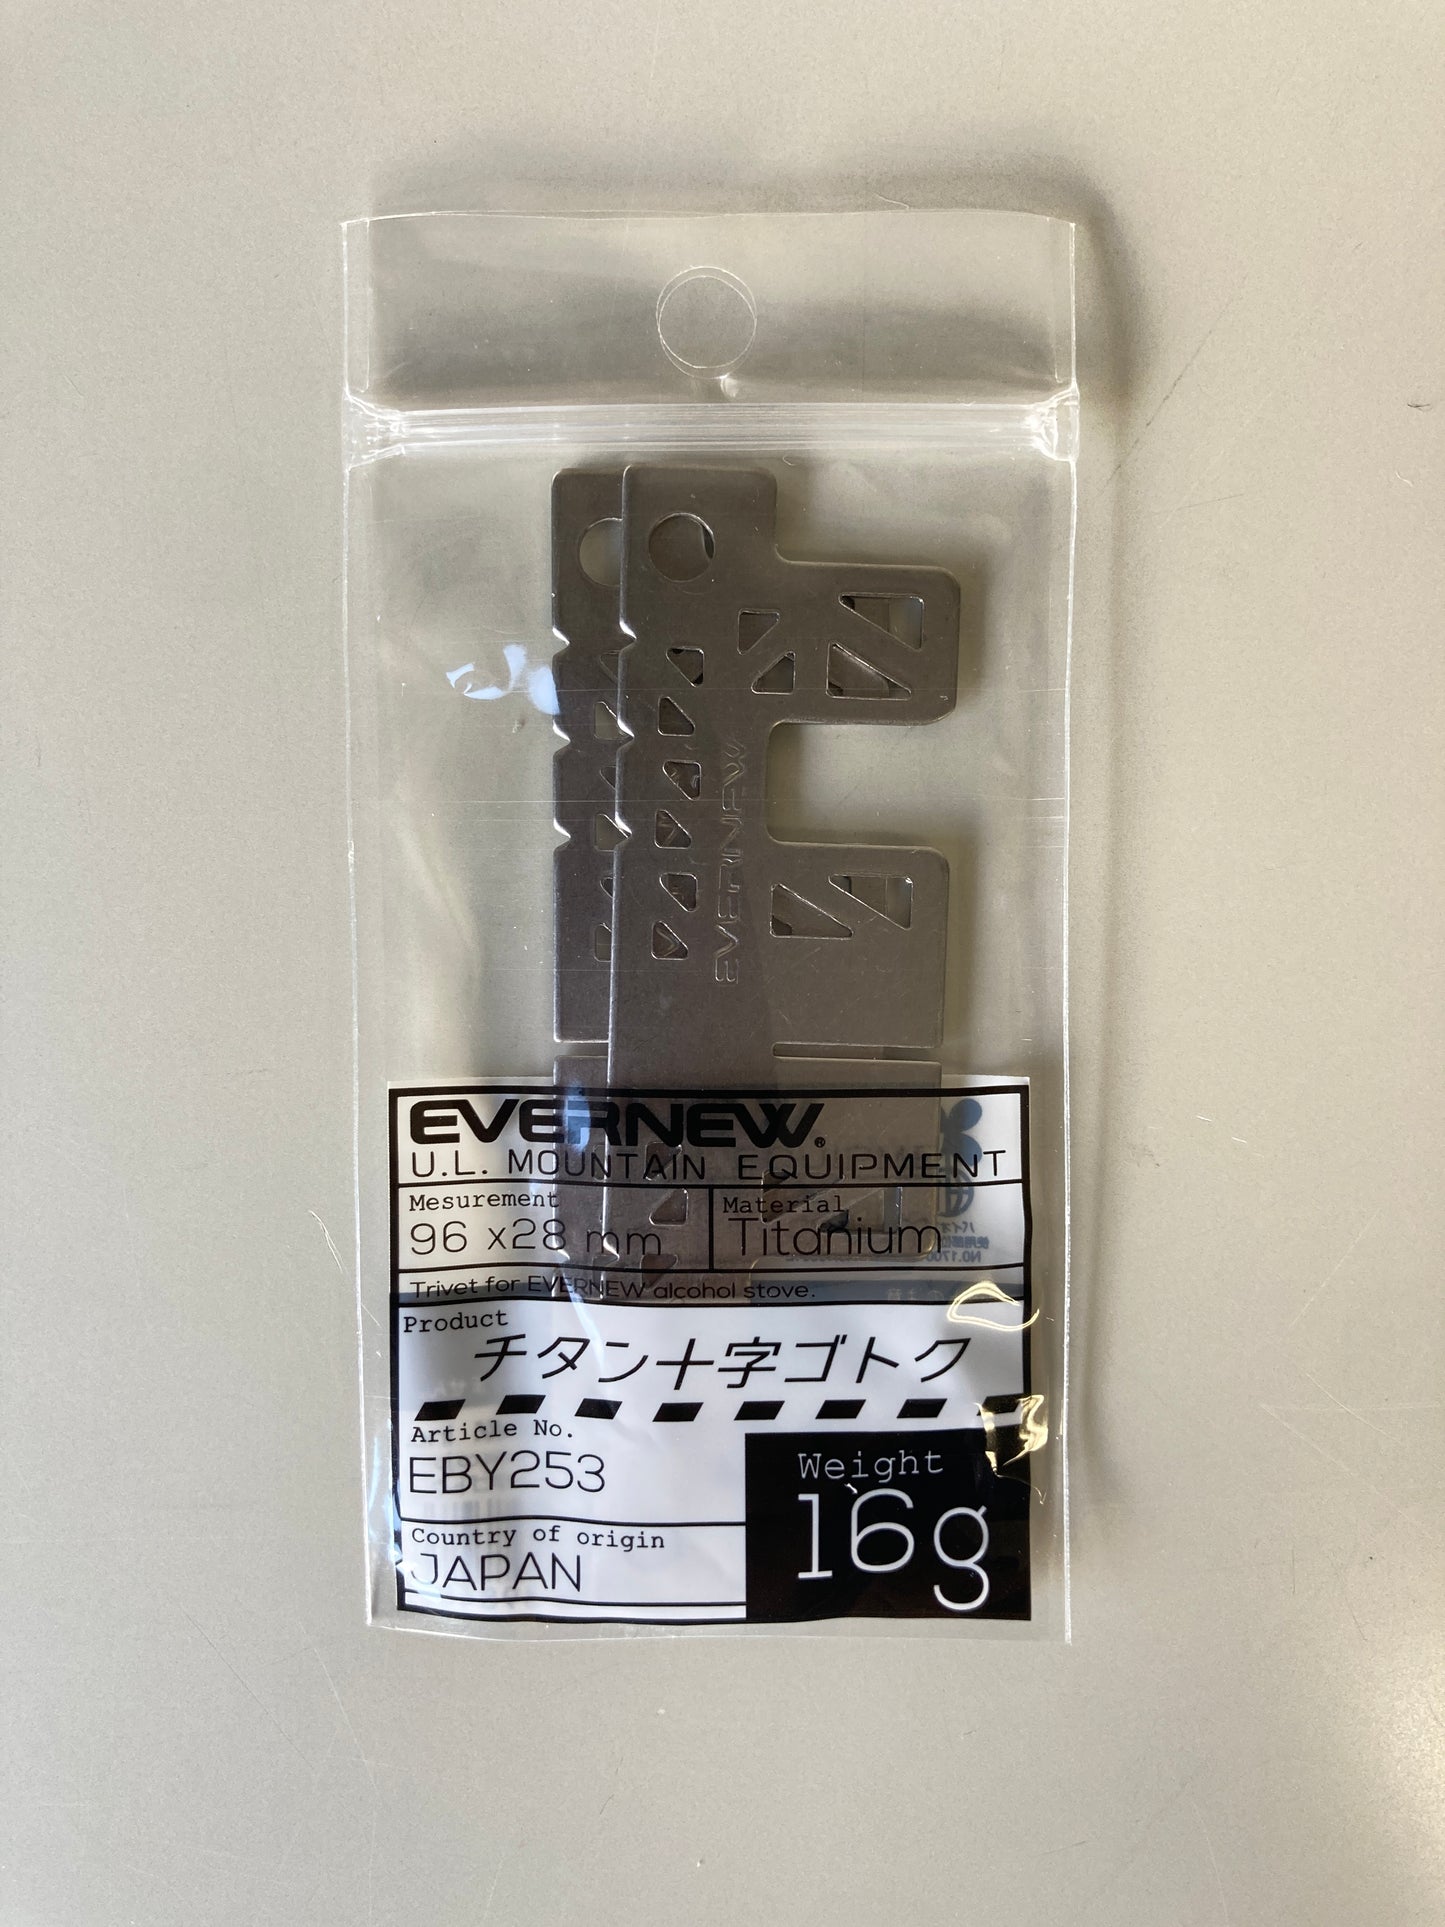 EVERNEW
EVERNEW®
U.L. MOUNTAIN EQUIPMENT
Mesurement
96 x28 mm
Material
Titanium
Trivet for EVERNEW alcohol stove.
Product
チタン十字ゴトク
Article No.
EBY253
Country of origin
JAPAN
Weight
16g